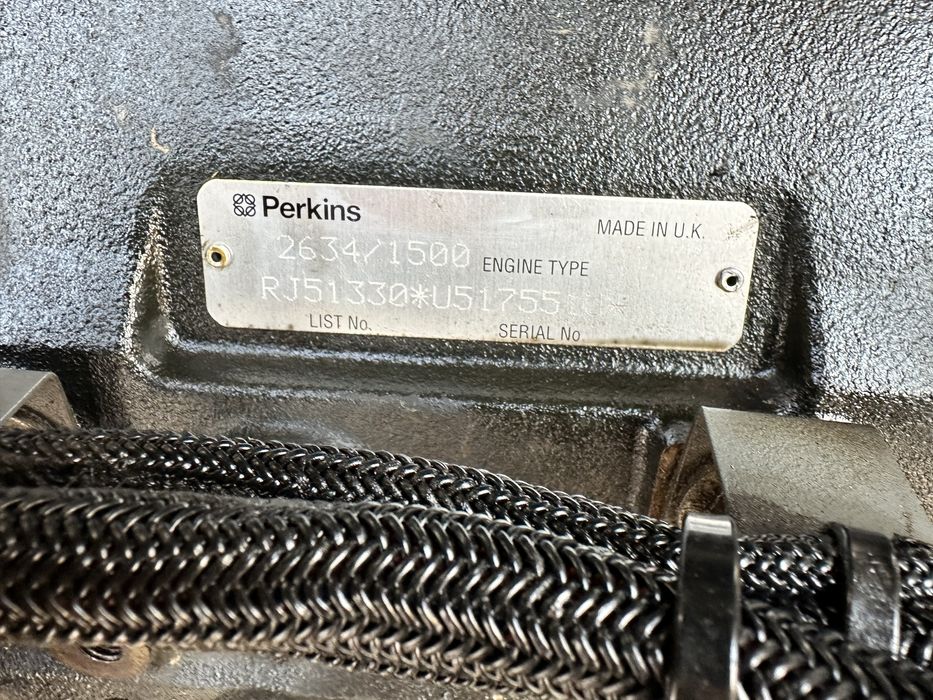 Perkins
MADE IN U.K.
2634/1500
ENGINE TYPE
RJ51330*U51755
LIST No.
SERIAL No